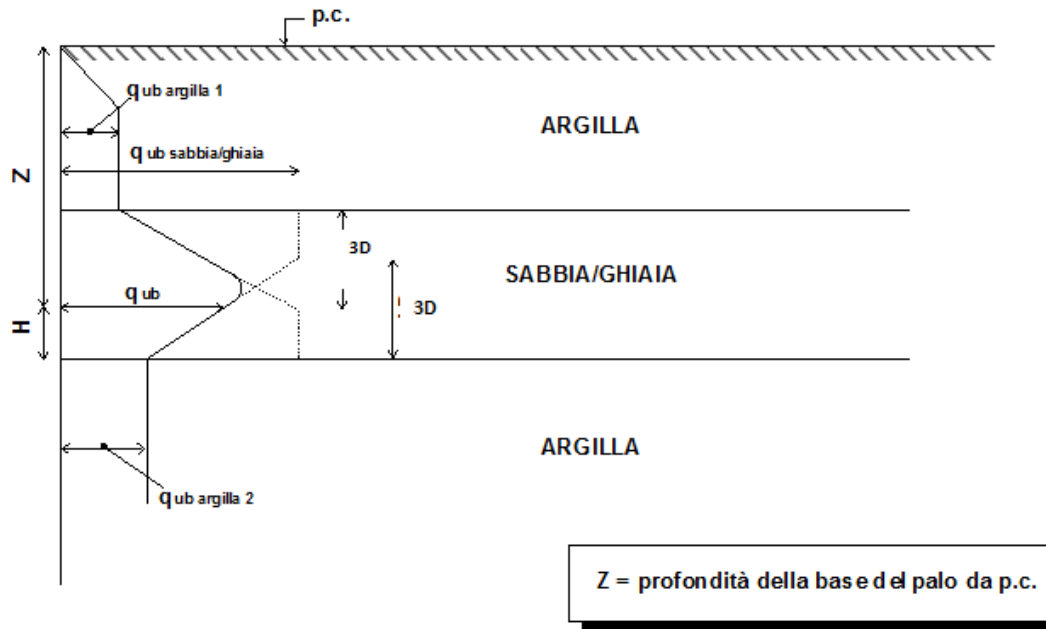 p.c.
q ub argilla 1
ARGILLA
q ub sabbia/ghiaia
Z
3D
SABBIA/GHIAIA
q ub
3D
H
ARGILLA
q ub argilla 2
Z = profondità della base del palo da p.c.